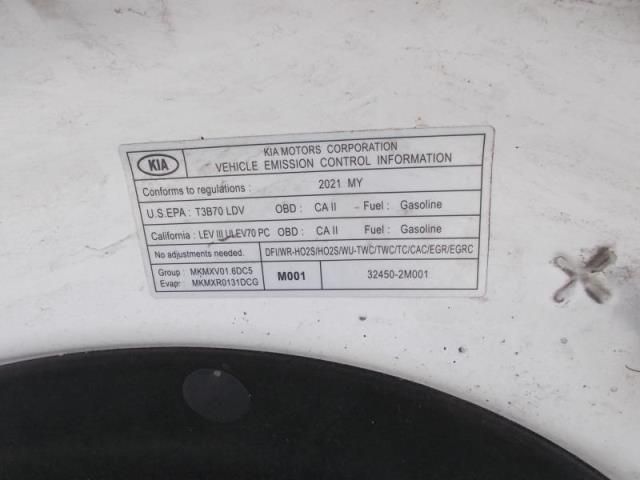 KIA
KIA MOTORS CORPORATION
VEHICLE EMISSION CONTROL INFORMATION
Conforms to regulations : 2021 MY
U.S.EPA : T3B70 LDV OBD : CA II Fuel : Gasoline
California : LEV III ULEV70 PC OBD : CA II Fuel : Gasoline
No adjustments needed. DFI/WR-HO2S/HO2S/WU-TWC/TWC/TC/CAC/EGR/EGRC
Group : MKMXV01.6DC5
Evapr : MKMXR0131DCG
M001
32450-2M001